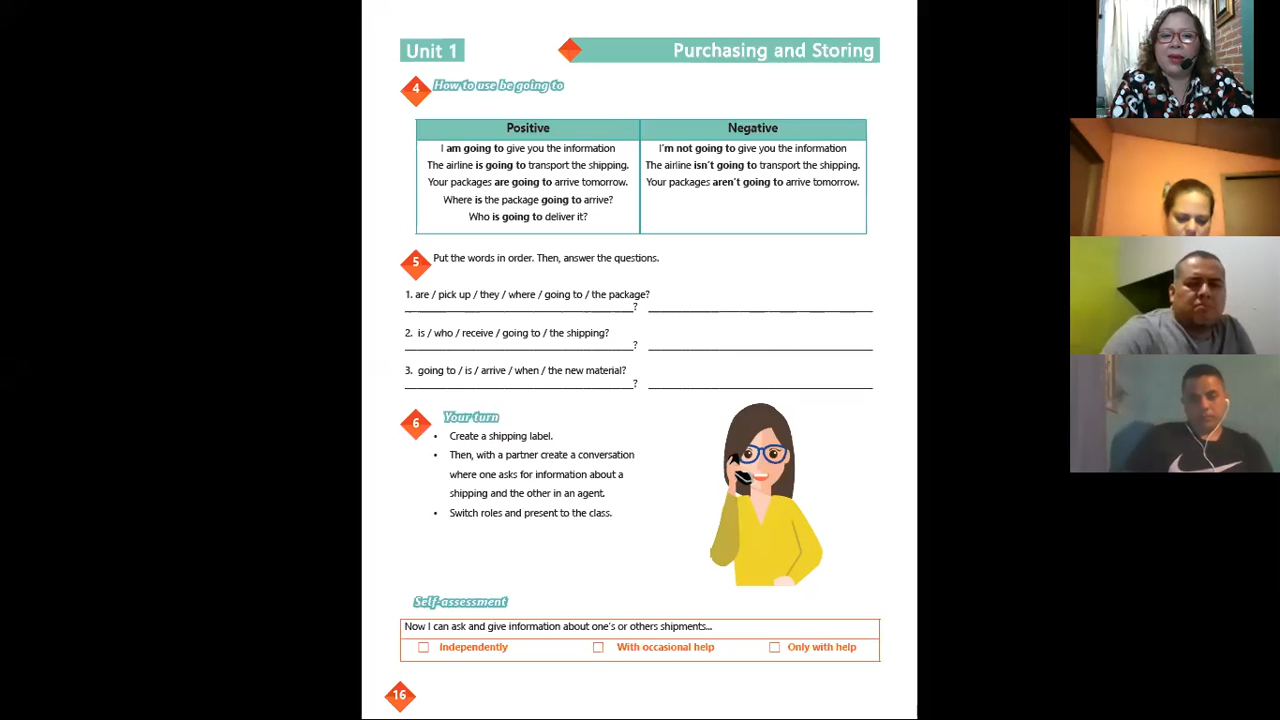 Unit 1
Purchasing and Storing
4
How to use be going to
Positive
Negative
I am going to give you the information
I'm not going to give you the information
The airline is going to transport the shipping.
The airline isn't going to transport the shipping.
Your packages are going to arrive tomorrow.
Your packages aren't going to arrive tomorrow.
Where is the package going to arrive?
Who is going to deliver it?
5
Put the words in order. Then, answer the questions.
1. are / pick up / they / where / going to / the package?
?
2. is / who / receive / going to / the shipping?
?
3. going to / is / arrive / when / the new material?
?
6
Your turn
• Create a shipping label.
• Then, with a partner create a conversation
where one asks for information about a
shipping and the other in an agent.
• Switch roles and present to the class.
Self-assessment
Now I can ask and give information about one's or others shipments...
Independently
With occasional help
Only with help
16